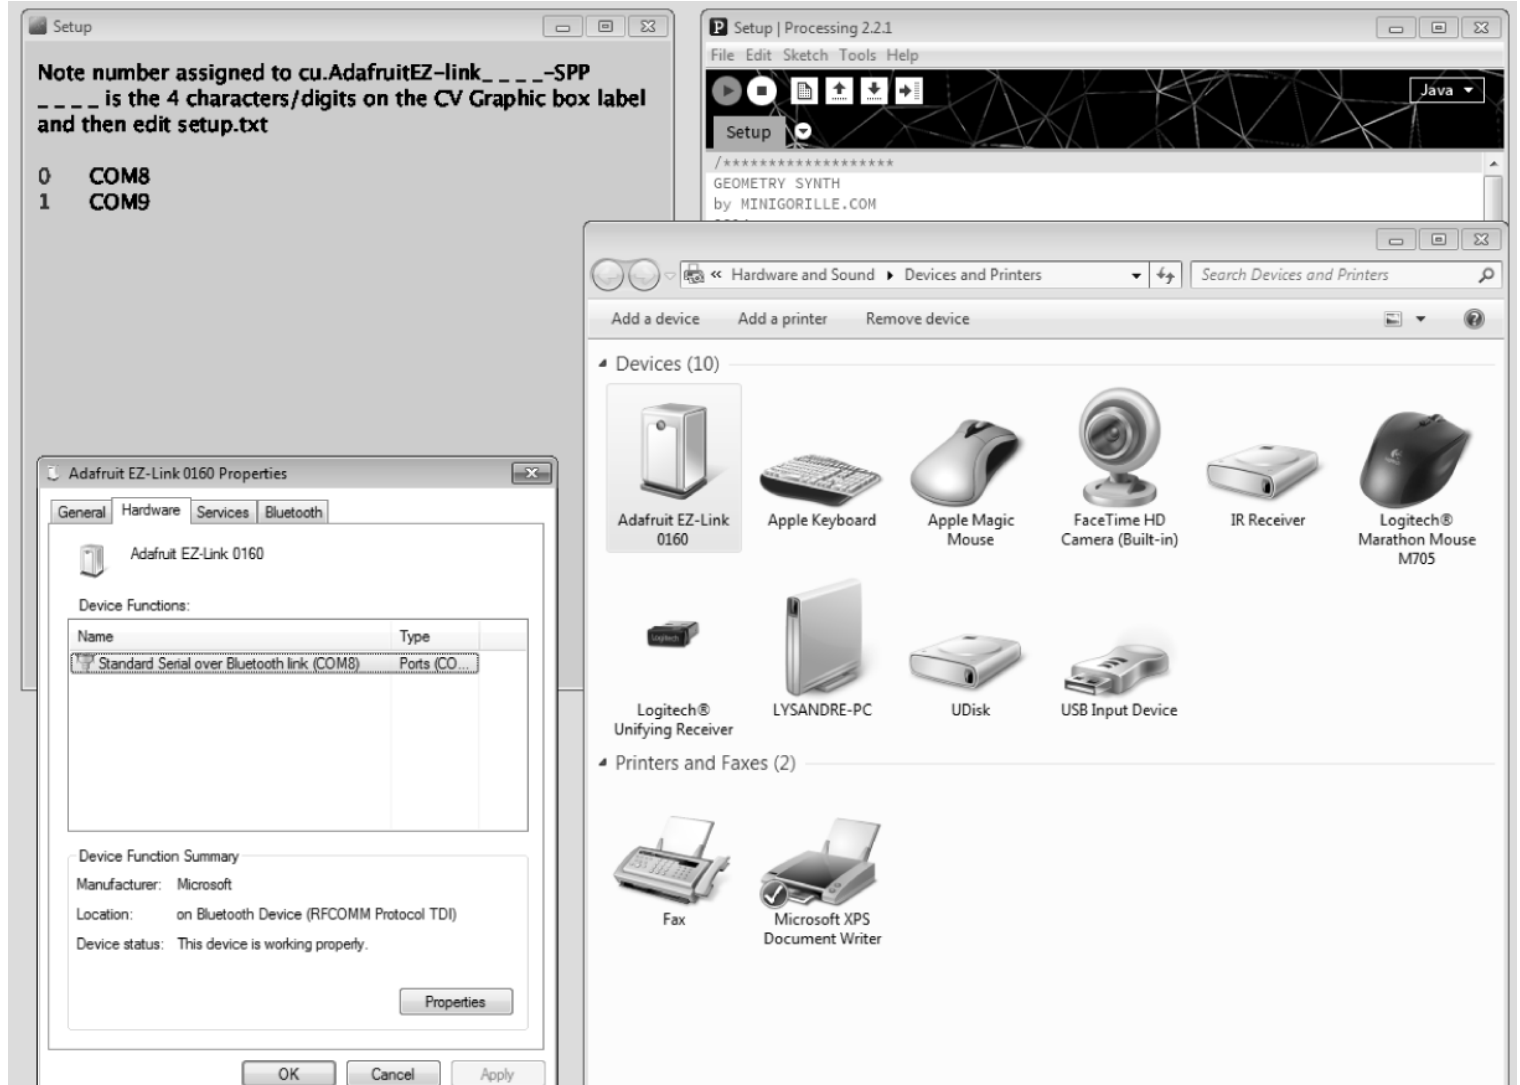 Setup
Note number assigned to cu.AdafruitEZ-link_ _ _ _-SPP
_ _ _ _ is the 4 characters/digits on the CV Graphic box label
and then edit setup.txt
0 COM8
1 COM9
Setup | Processing 2.2.1
File Edit Sketch Tools Help
Java
Setup
/*******************
GEOMETRY SYNTH
by MINIGORILLE.COM
« Hardware and Sound Devices and Printers
Search Devices and Printers
Add a device Add a printer Remove device
Devices (10)
Adafruit EZ-Link
0160
Apple Keyboard
Apple Magic
Mouse
FaceTime HD
Camera (Built-in)
IR Receiver
Logitech®
Marathon Mouse
M705
Logitech
Logitech®
Unifying Receiver
LYSANDRE-PC
UDisk
USB Input Device
Printers and Faxes (2)
Fax
Microsoft XPS
Document Writer
Adafruit EZ-Link 0160 Properties
General Hardware Services Bluetooth
Adafruit EZ-Link 0160
Device Functions:
Name Type
Standard Serial over Bluetooth link (COM8) Ports (CO...
Device Function Summary
Manufacturer: Microsoft
Location: on Bluetooth Device (RFCOMM Protocol TDI)
Device status: This device is working properly.
Properties
OK Cancel Apply